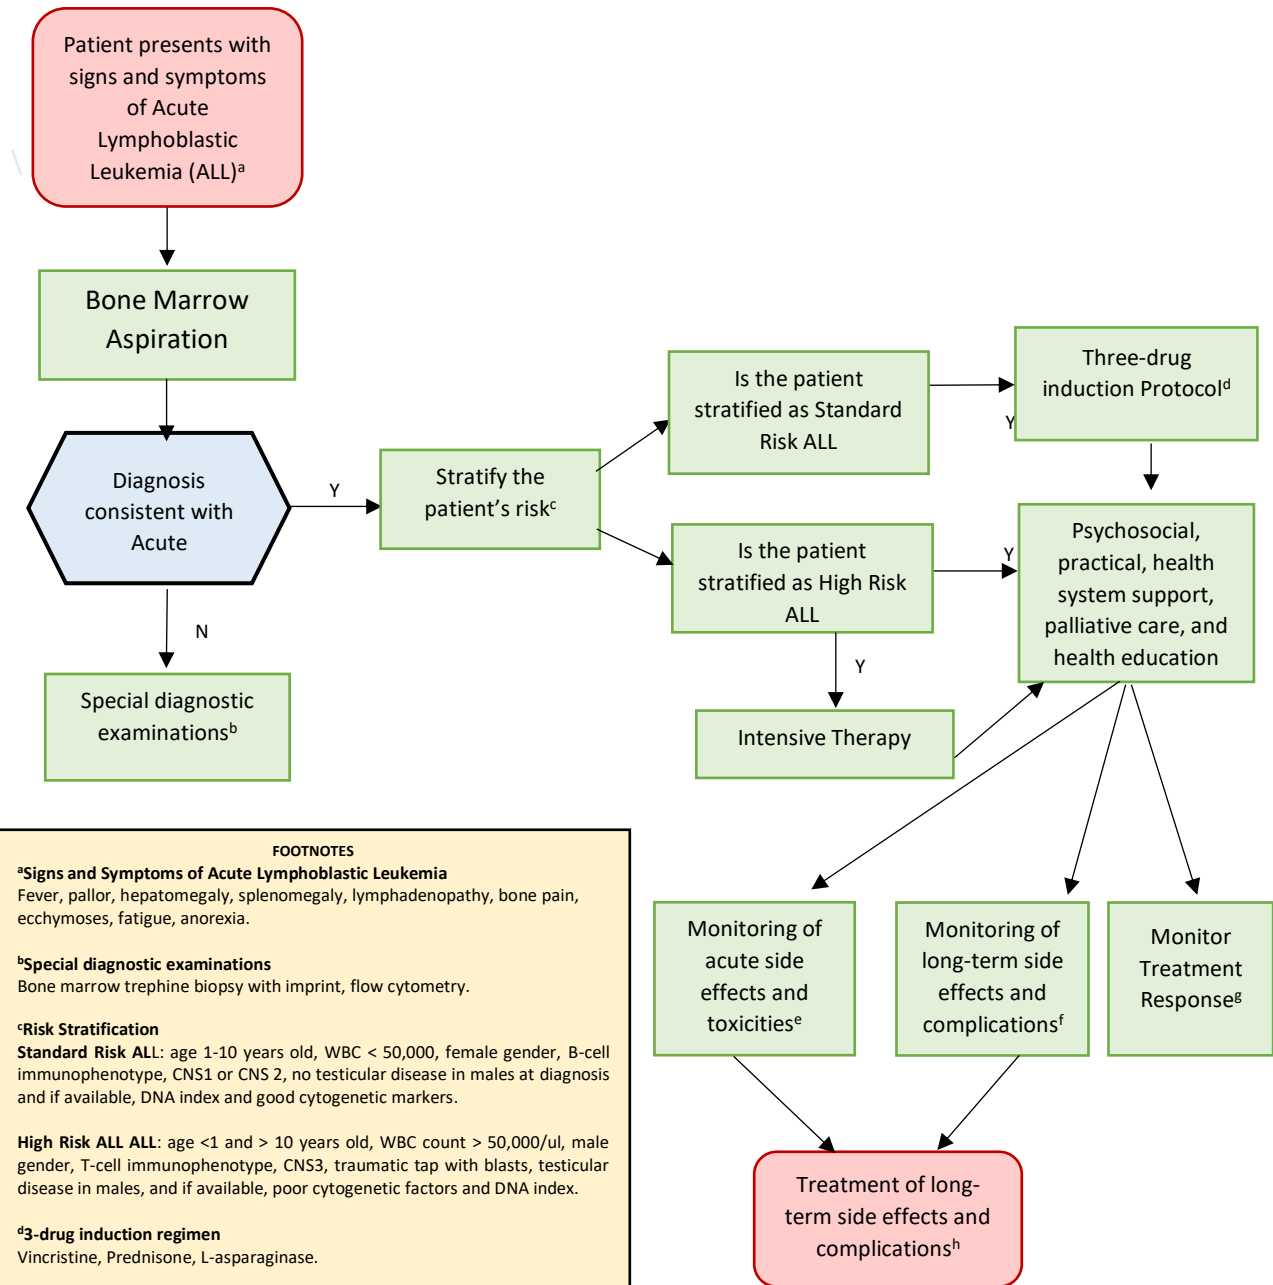 Patient presents with
signs and symptoms
of Acute
Lymphoblastic
Leukemia (ALL)ᵃ
\
Bone Marrow
Aspiration
Diagnosis
consistent with
Acute
Y
N
Special diagnostic
examinationsᵇ
Stratify the
patient’s riskᶜ
Is the patient
stratified as Standard
Risk ALL
Y
Three-drug
induction Protocolᵈ
Is the patient
stratified as High Risk
ALL
Y
Y
Intensive Therapy
Psychosocial,
practical, health
system support,
palliative care, and
health education
Monitoring of
acute side
effects and
toxicitiesᵉ
Monitoring of
long-term side
effects and
complicationsᶠ
Monitor
Treatment
Responseᵍ
Treatment of long-
term side effects and
complicationsʰ
FOOTNOTES
ᵃSigns and Symptoms of Acute Lymphoblastic Leukemia
Fever, pallor, hepatomegaly, splenomegaly, lymphadenopathy, bone pain,
ecchymoses, fatigue, anorexia.
ᵇSpecial diagnostic examinations
Bone marrow trephine biopsy with imprint, flow cytometry.
ᶜRisk Stratification
Standard Risk ALL: age 1-10 years old, WBC < 50,000, female gender, B-cell
immunophenotype, CNS1 or CNS 2, no testicular disease in males at diagnosis
and if available, DNA index and good cytogenetic markers.
High Risk ALL ALL: age <1 and > 10 years old, WBC count > 50,000/ul, male
gender, T-cell immunophenotype, CNS3, traumatic tap with blasts, testicular
disease in males, and if available, poor cytogenetic factors and DNA index.
ᵈ3-drug induction regimen
Vincristine, Prednisone, L-asparaginase.